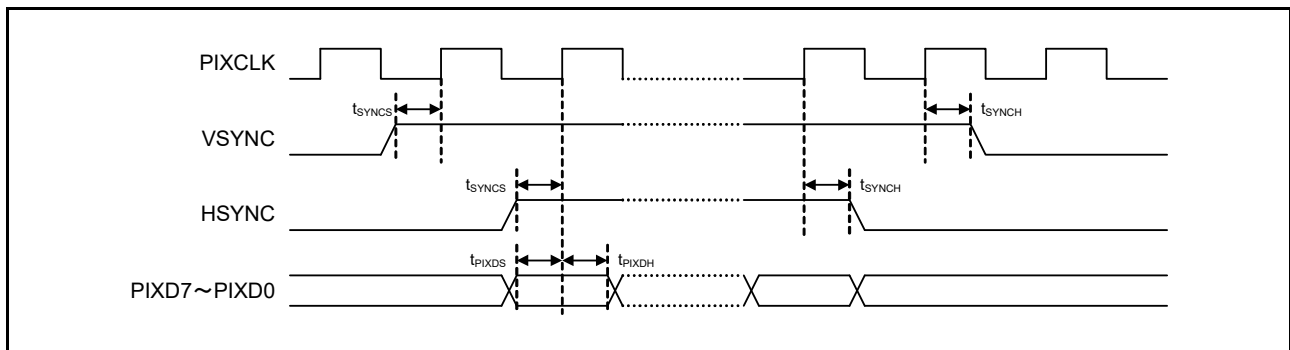 PIXCLK
tSYNCS tSYNCH
VSYNC
tSYNCS tSYNCH
HSYNC
tPIXDS tPIXDH
PIXD7～PIXD0